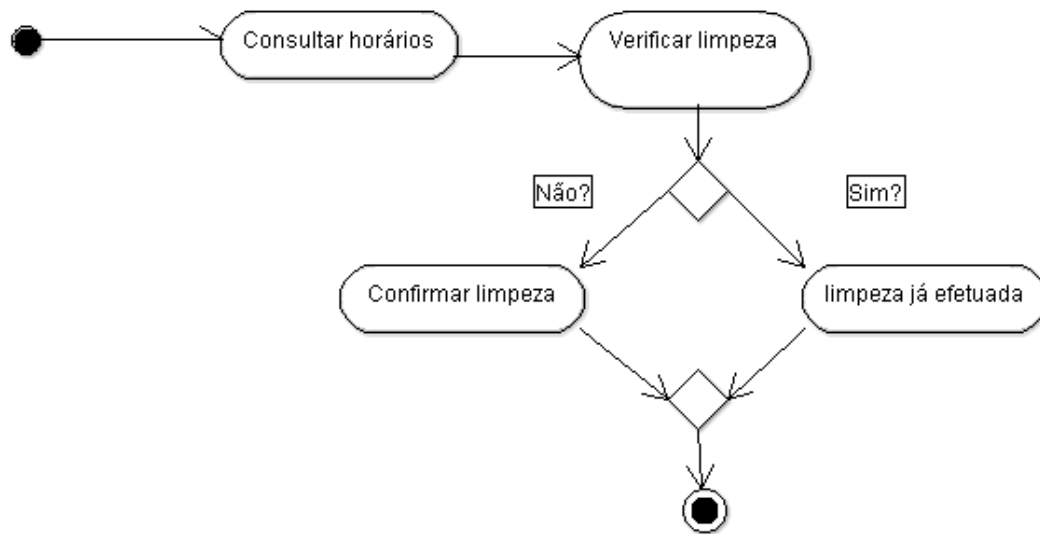 Consultar horários
Verificar limpeza
Não?
Sim?
Confirmar limpeza
limpeza já efetuada